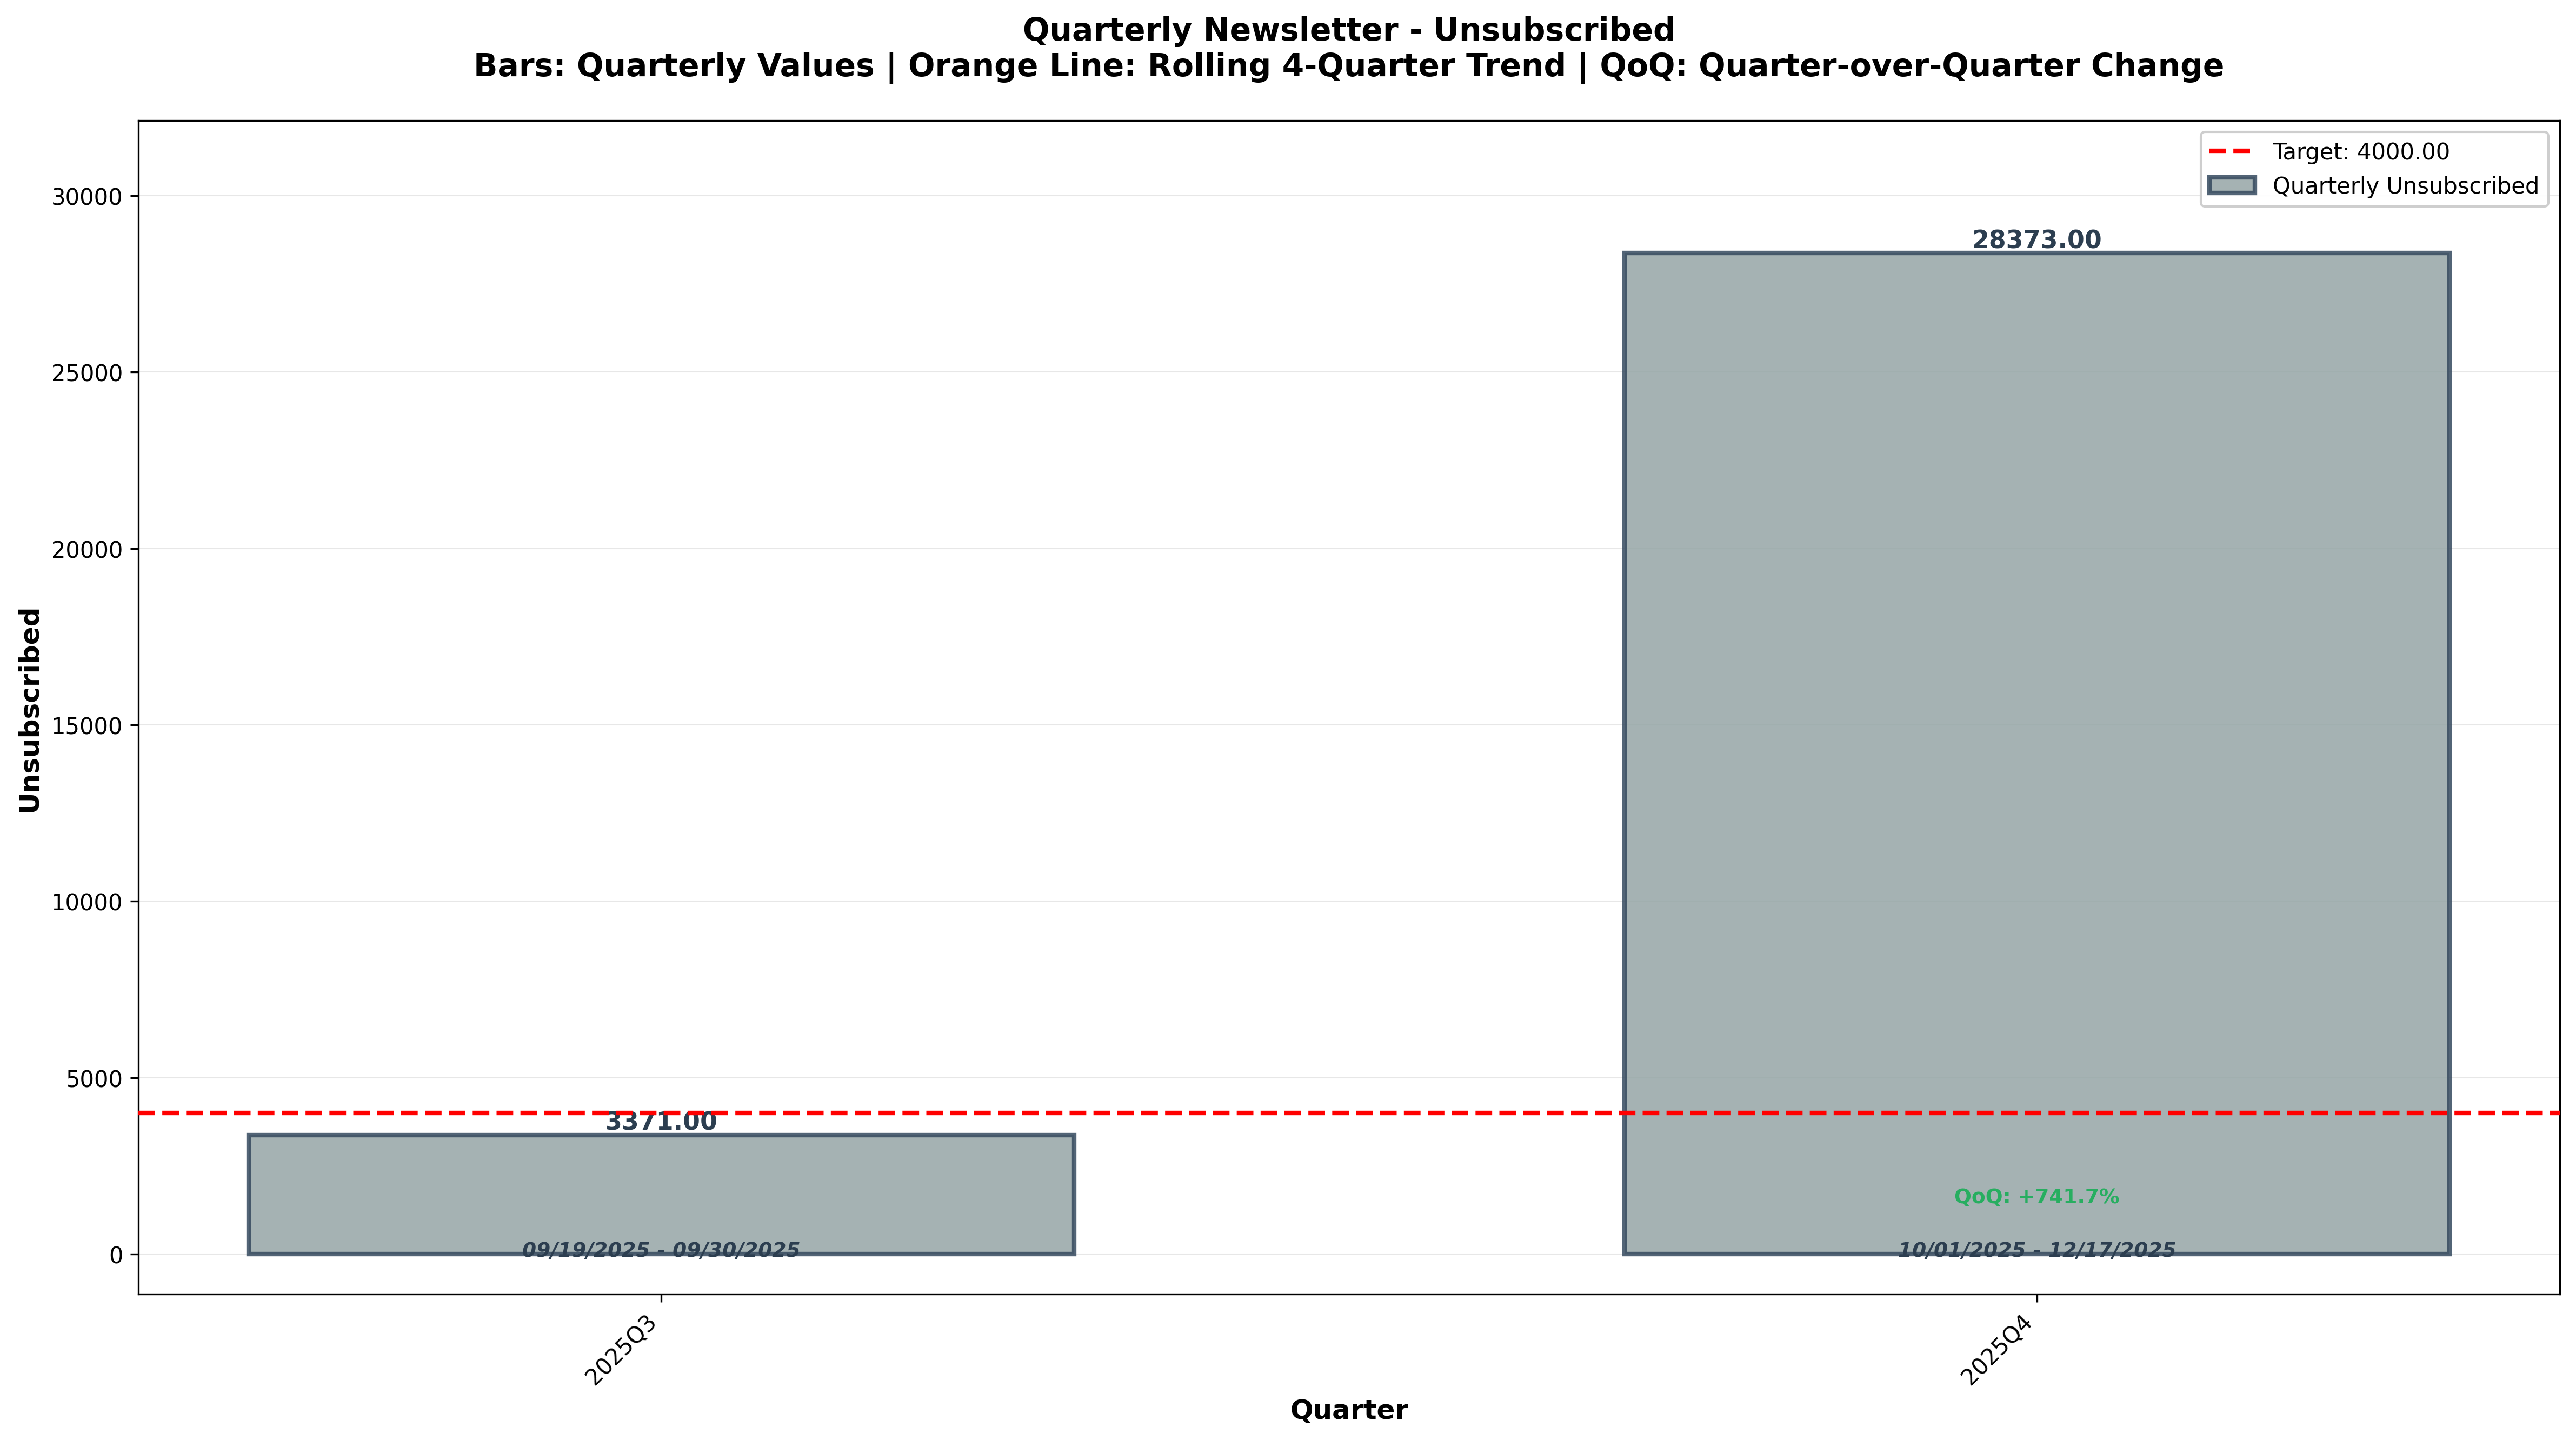 Quarterly Newsletter - Unsubscribed
Bars: Quarterly Values | Orange Line: Rolling 4-Quarter Trend | QoQ: Quarter-over-Quarter Change
Target: 4000.00
Quarterly Unsubscribed
30000
25000
20000
15000
10000
5000
0
Unsubscribed
28373.00
3371.00
QoQ: +741.7%
09/19/2025 - 09/30/2025
10/01/2025 - 12/17/2025
2025Q3
2025Q4
Quarter